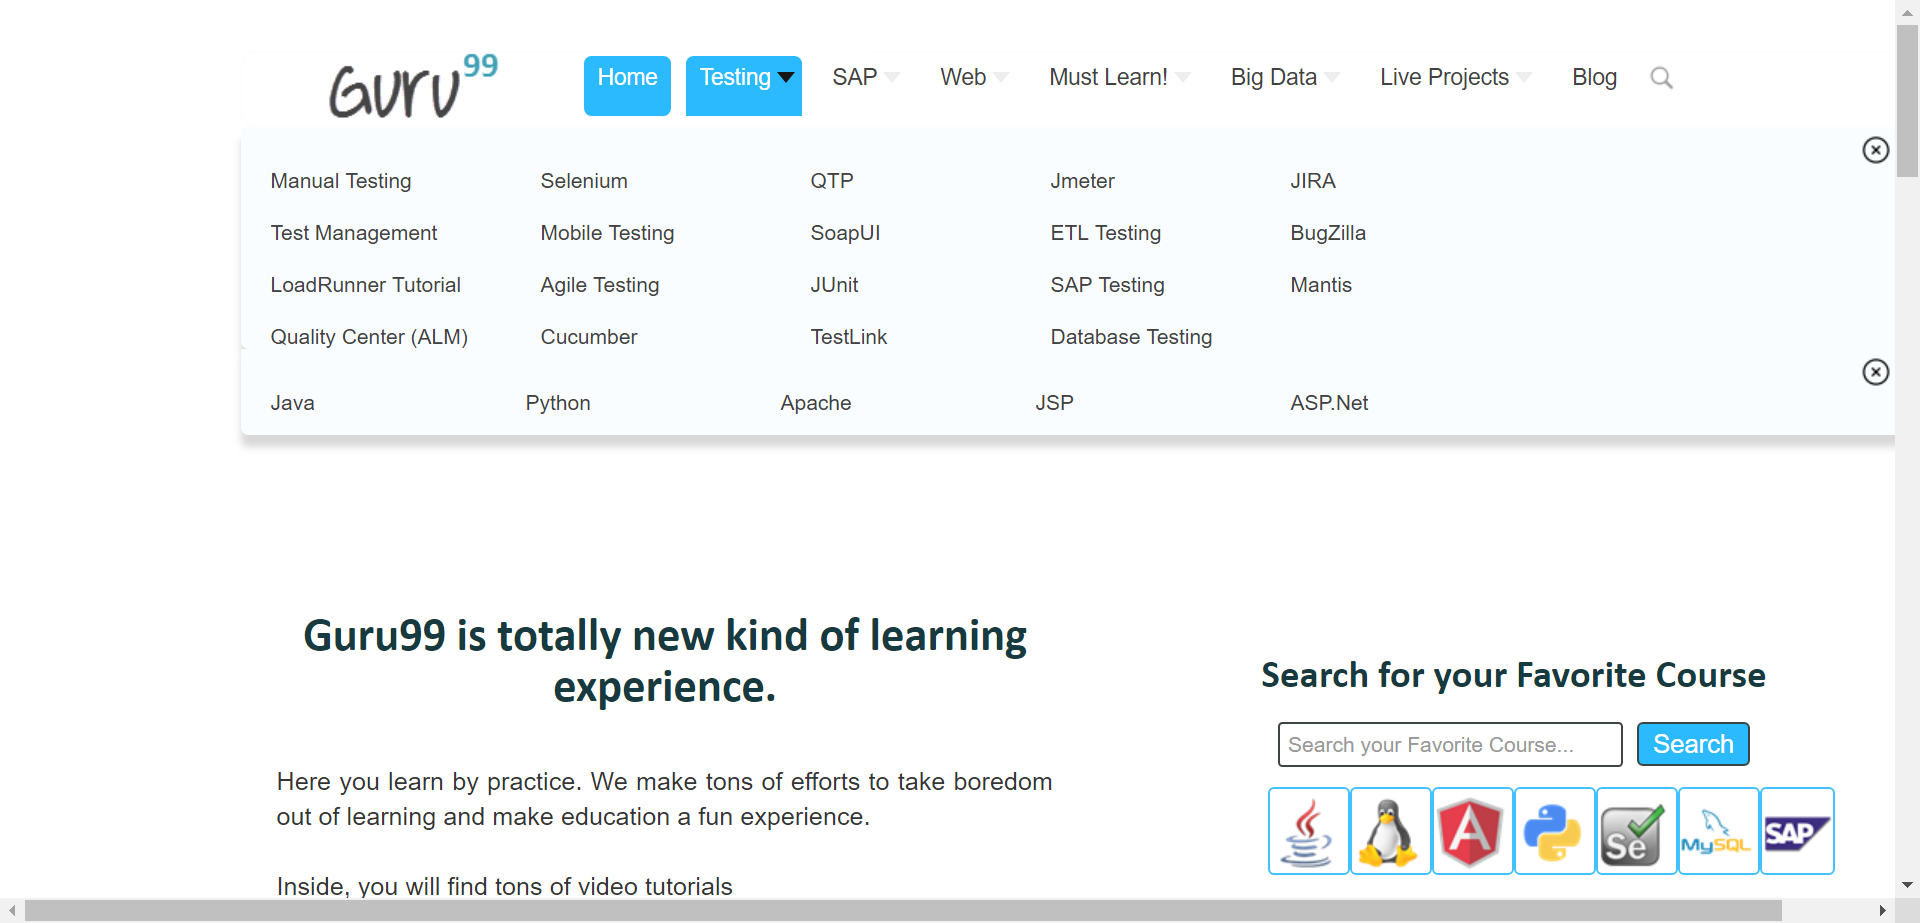 Guru99 Home Testing SAP Web Must Learn! Big Data Live Projects Blog
Manual Testing Selenium QTP Jmeter JIRA
Test Management Mobile Testing SoapUI ETL Testing BugZilla
LoadRunner Tutorial Agile Testing JUnit SAP Testing Mantis
Quality Center (ALM) Cucumber TestLink Database Testing
Java Python Apache JSP ASP.Net
Guru99 is totally new kind of learning
experience.
Here you learn by practice. We make tons of efforts to take boredom
out of learning and make education a fun experience.
Inside, you will find tons of video tutorials
Search for your Favorite Course
Search your Favorite Course... Search
A Se MySQL SAP